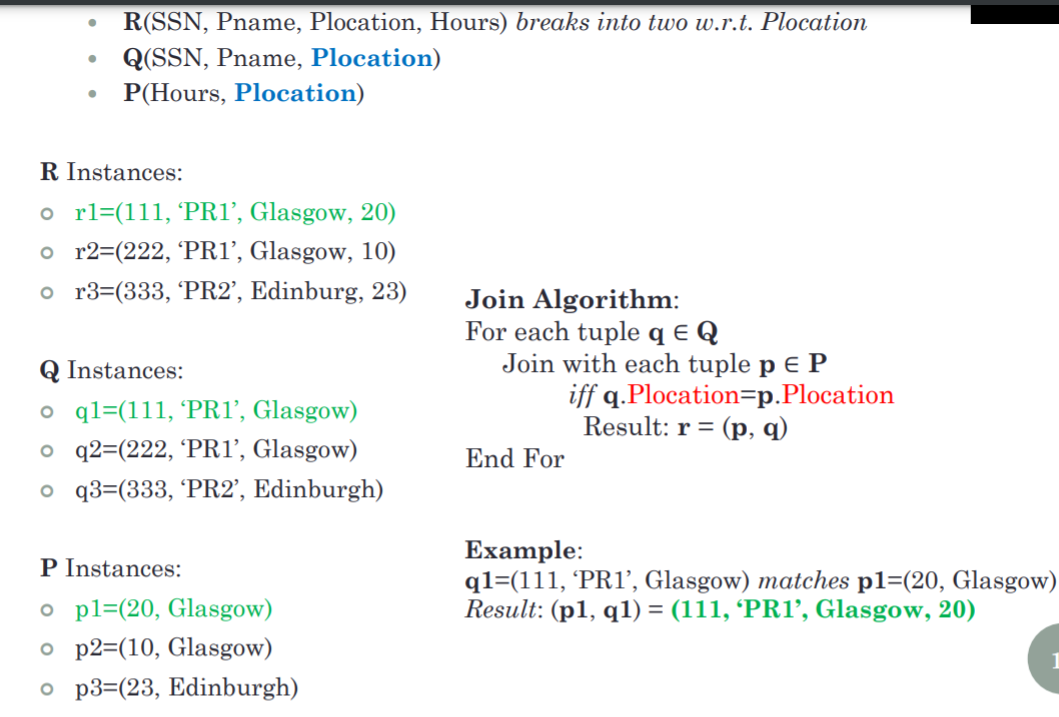 • R(SSN, Pname, Plocation, Hours) breaks into two w.r.t. Plocation
• Q(SSN, Pname, Plocation)
• P(Hours, Plocation)
R Instances:
o r1=(111, ‘PR1’, Glasgow, 20)
o r2=(222, ‘PR1’, Glasgow, 10)
o r3=(333, ‘PR2’, Edinburg, 23)
Q Instances:
o q1=(111, ‘PR1’, Glasgow)
o q2=(222, ‘PR1’, Glasgow)
o q3=(333, ‘PR2’, Edinburgh)
P Instances:
o p1=(20, Glasgow)
o p2=(10, Glasgow)
o p3=(23, Edinburgh)
Join Algorithm:
For each tuple q ∈ Q
Join with each tuple p ∈ P
iff q.Plocation=p.Plocation
Result: r = (p, q)
End For
Example:
q1=(111, ‘PR1’, Glasgow) matches p1=(20, Glasgow)
Result: (p1, q1) = (111, ‘PR1’, Glasgow, 20)